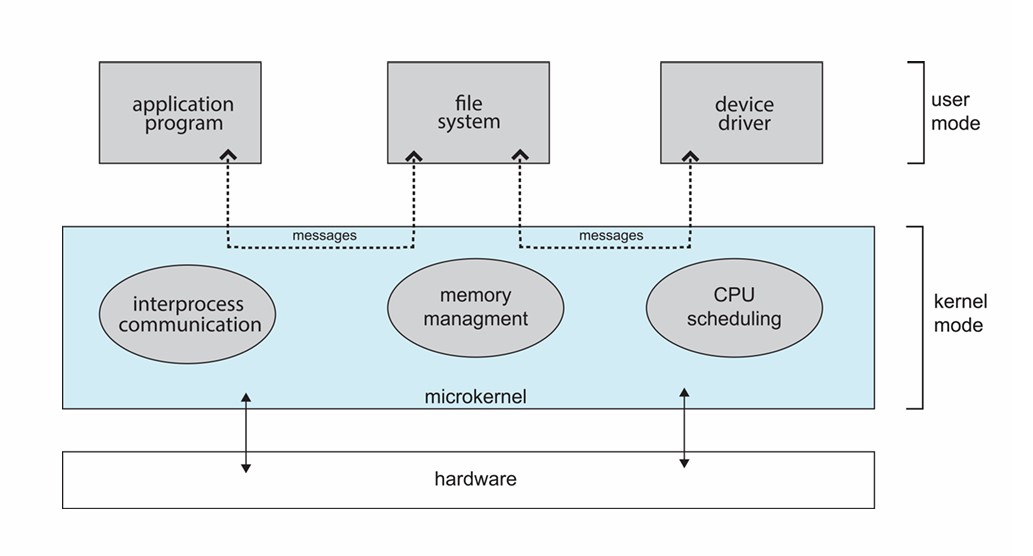 application
program
file
system
device
driver
user
mode
messages
messages
interprocess
communication
memory
managment
CPU
scheduling
kernel
mode
microkernel
hardware